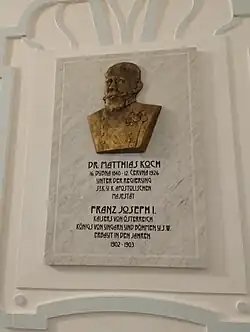 DR. MATTHIAS KOCH
16. DUBNA 1840 - 12. ČERVNA 1926
UNTER DER REGIERUNG
SR. K. U. K. APOSTOLISCHEN
MAJESTÄT
FRANZ JOSEPH I.
KAISERS VON ÖSTERREICH
KÖNIGS VON UNGARN UND BÖHMEN U.S.W.
ERBAUT IN DEN JAHREN
1902 - 1903